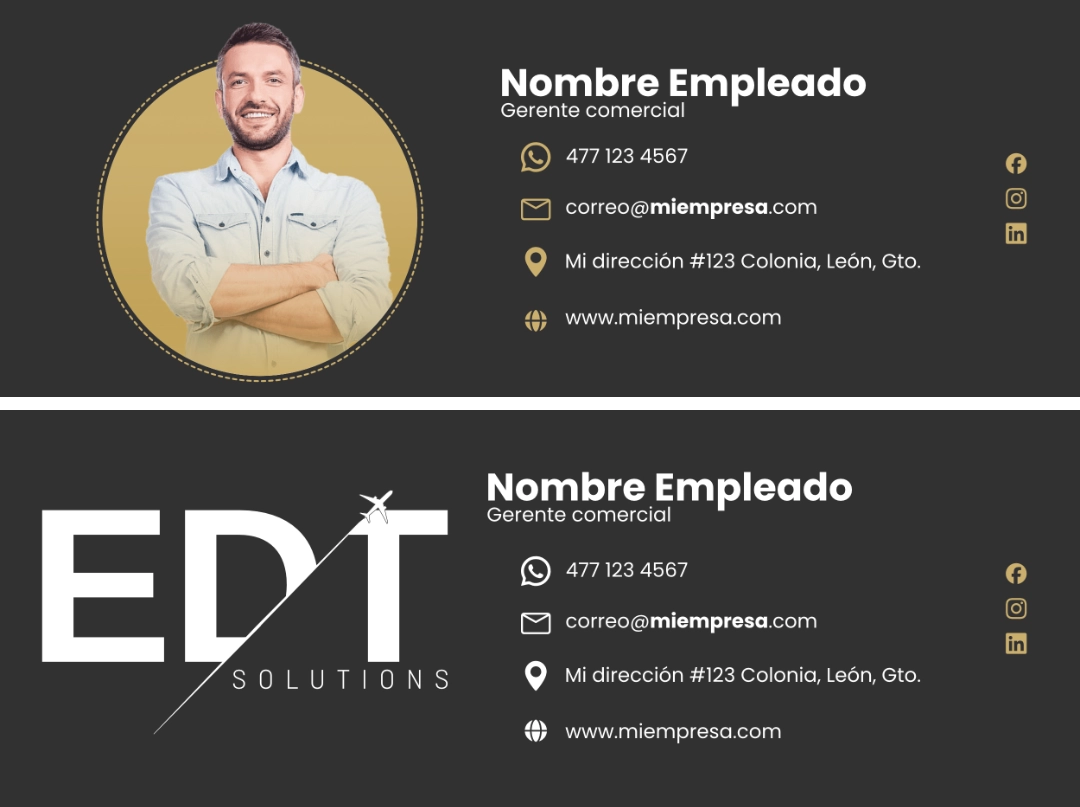 Nombre Empleado
Gerente comercial
477 123 4567
correo@miempresa.com
Mi dirección #123 Colonia, León, Gto.
www.miempresa.com
EDT
SOLUTIONS
Nombre Empleado
Gerente comercial
477 123 4567
correo@miempresa.com
Mi dirección #123 Colonia, León, Gto.
www.miempresa.com